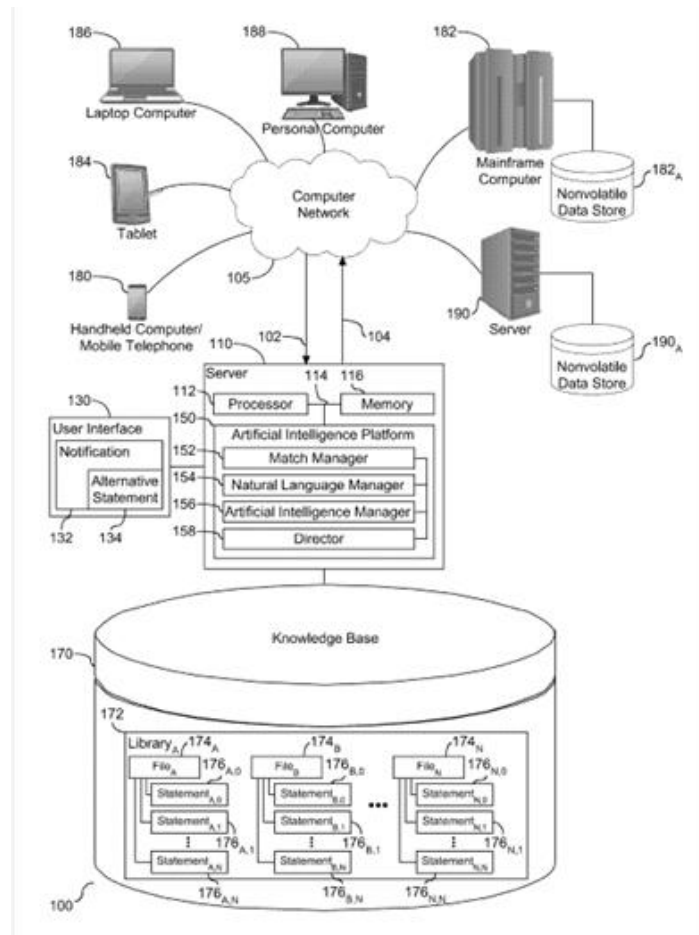 186
188
182
Laptop Computer
Personal Computer
Mainframe
Computer
184
Tablet
Computer
Network
Nonvolatile
Data Store
182A
105
180
190
Server
Handheld Computer/
Mobile Telephone
102
104
Nonvolatile
Data Store
190A
110
Server
114
116
112
Processor
Memory
130
150
User Interface
Artificial Intelligence Platform
Notification
152
Match Manager
Alternative
Statement
154
Natural Language Manager
156
Artificial Intelligence Manager
132
134
158
Director
Knowledge Base
170
172
LibraryA
174A
174B
174N
FileA
176A,0
FileB
176B,0
FileN
176N,0
StatementA,0
StatementB,0
StatementN,0
StatementA,1
StatementB,1
StatementN,1
176A,1
176B,1
176N,1
StatementA,N
StatementB,N
StatementN,N
176A,N
176B,N
176N,N
100